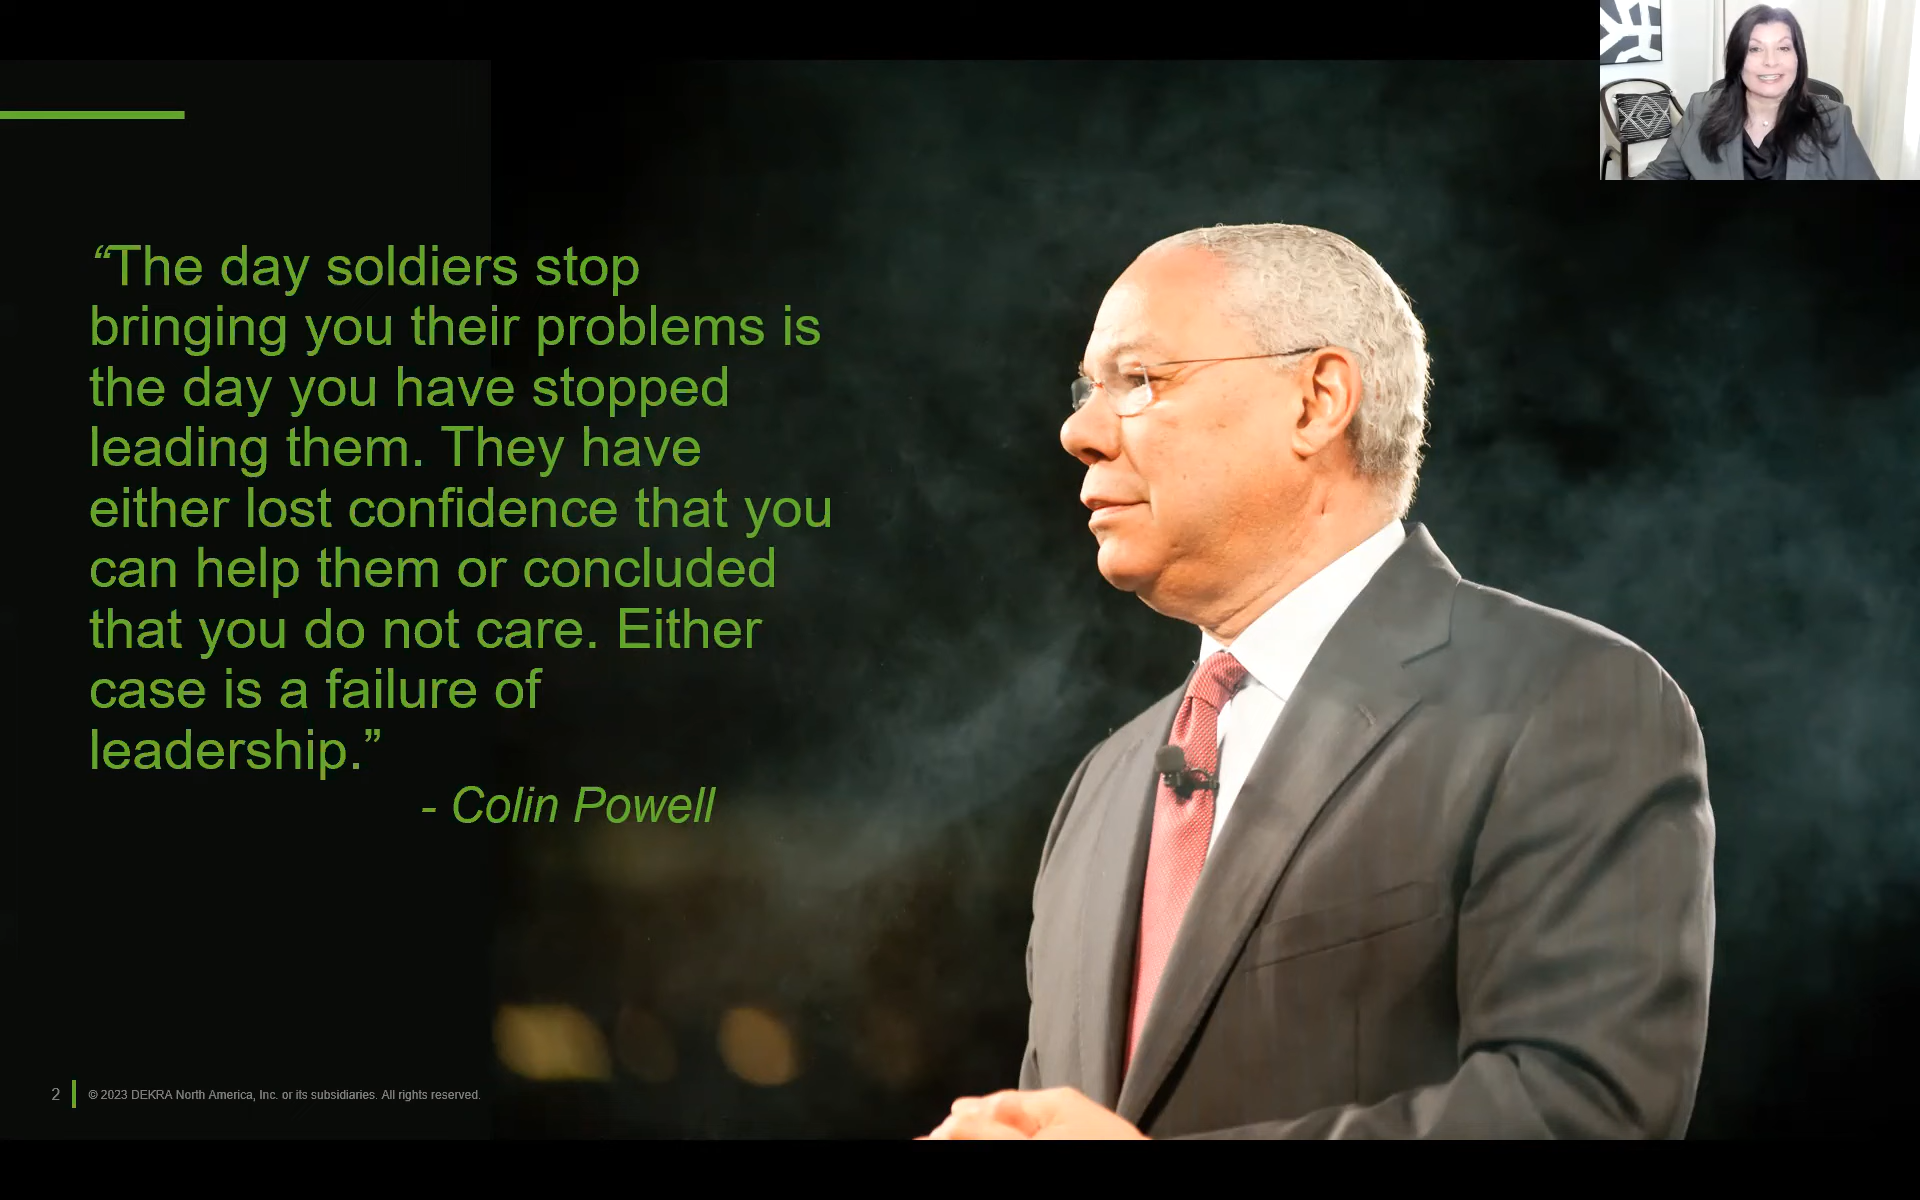 “The day soldiers stop
bringing you their problems is
the day you have stopped
leading them. They have
either lost confidence that you
can help them or concluded
that you do not care. Either
case is a failure of
leadership.”
- Colin Powell
2
© 2023 DEKRA North America, Inc. or its subsidiaries. All rights reserved.